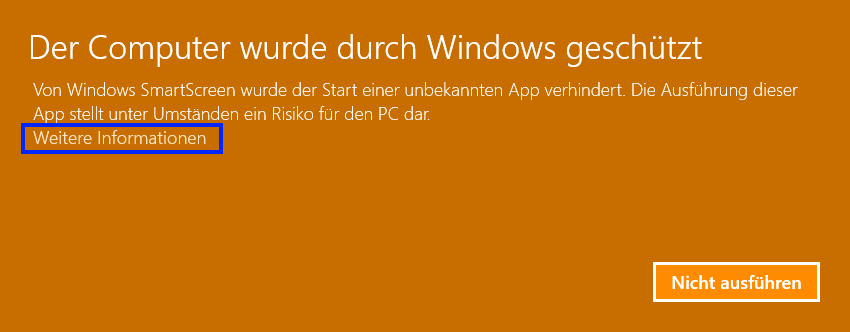 Der Computer wurde durch Windows geschützt
Von Windows SmartScreen wurde der Start einer unbekannten App verhindert. Die Ausführung dieser
App stellt unter Umständen ein Risiko für den PC dar.
Weitere Informationen
Nicht ausführen